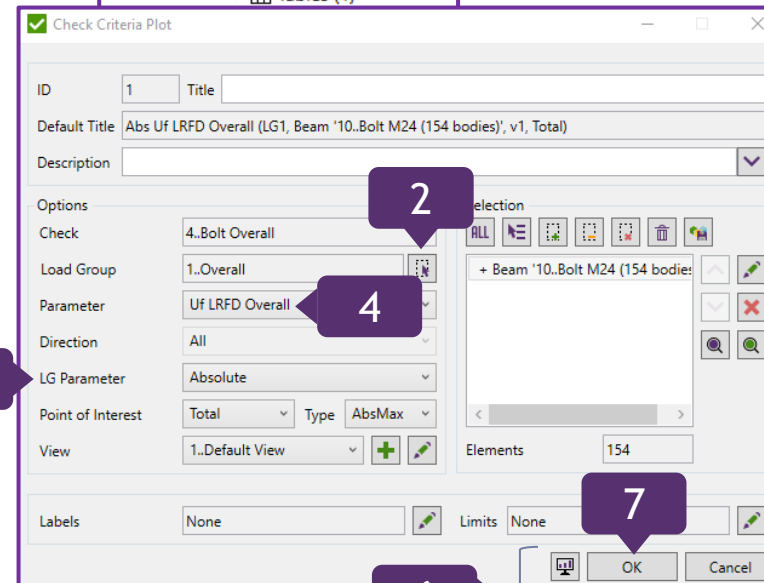 Check Criteria Plot
ID 1 Title
Default Title Abs Uf LRFD Overall (LG1, Beam '10..Bolt M24 (154 bodies)', v1, Total)
Description
2
Options
Check 4..Bolt Overall
Load Group 1..Overall
Parameter Uf LRFD Overall
4
Direction All
LG Parameter Absolute
Point of Interest Total Type AbsMax
View 1..Default View
ALL
+ Beam '10..Bolt M24 (154 bodies
Elements 154
7
Labels None
Limits None
OK Cancel